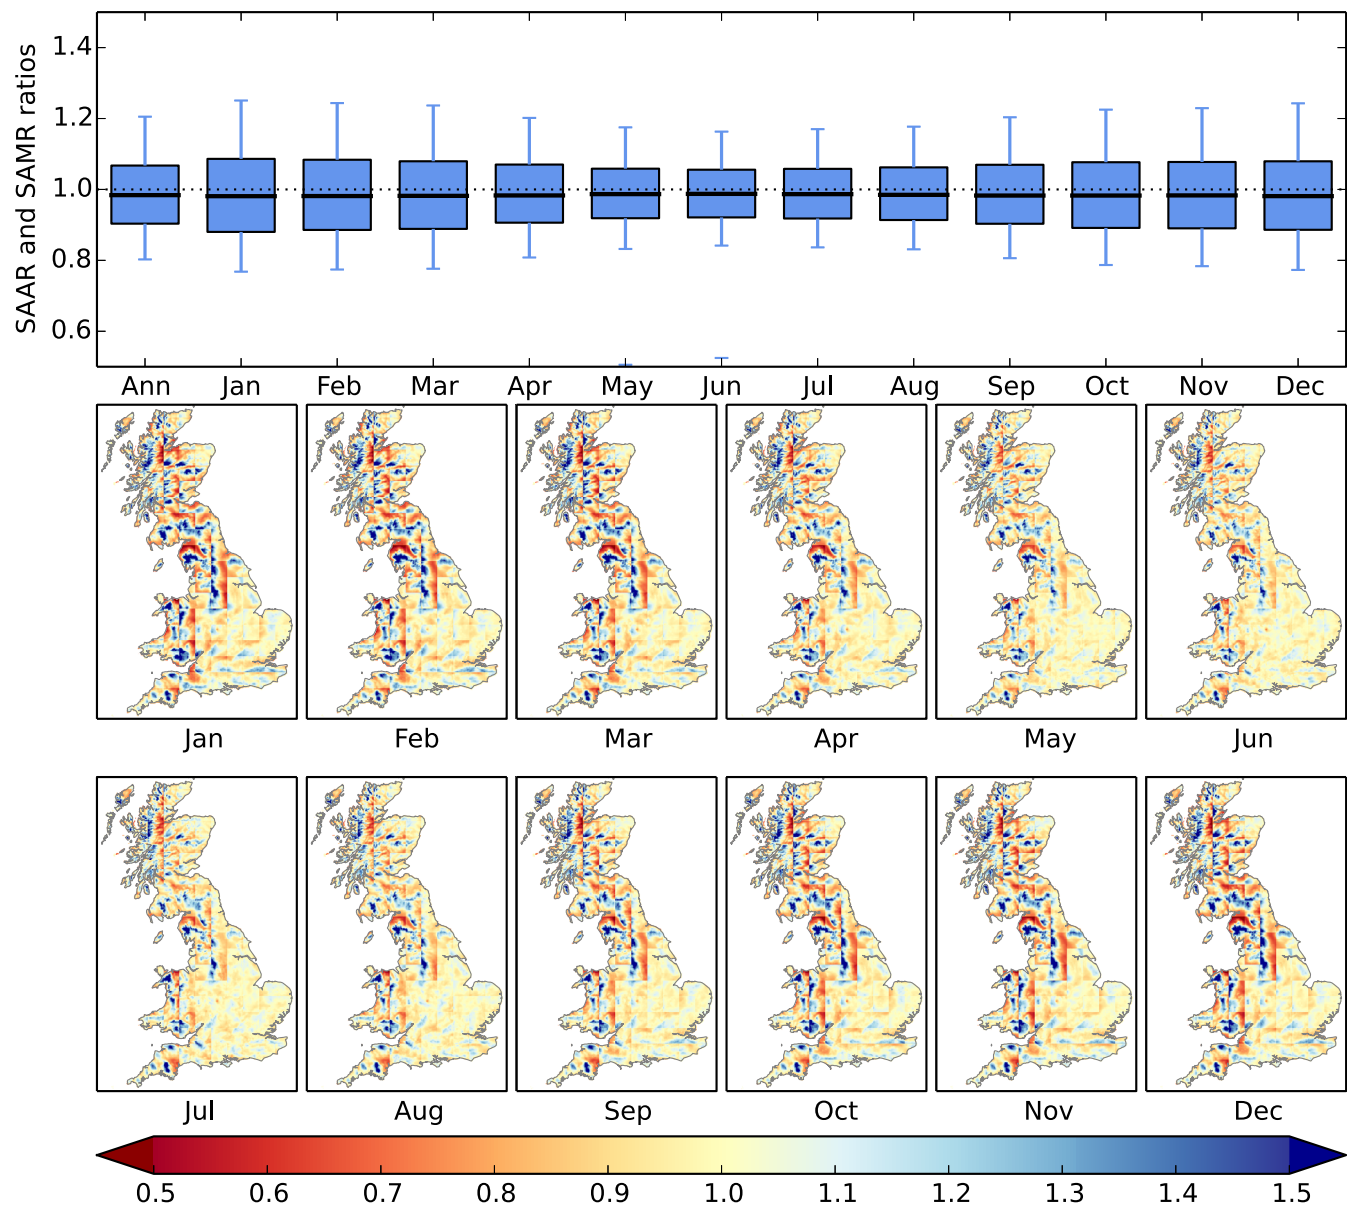 SAAR and SAMR ratios
1.4
1.2
1.0
0.8
0.6
Ann Jan Feb Mar Apr May Jun Jul Aug Sep Oct Nov Dec
Jan Feb Mar Apr May Jun
Jul Aug Sep Oct Nov Dec
0.5 0.6 0.7 0.8 0.9 1.0 1.1 1.2 1.3 1.4 1.5